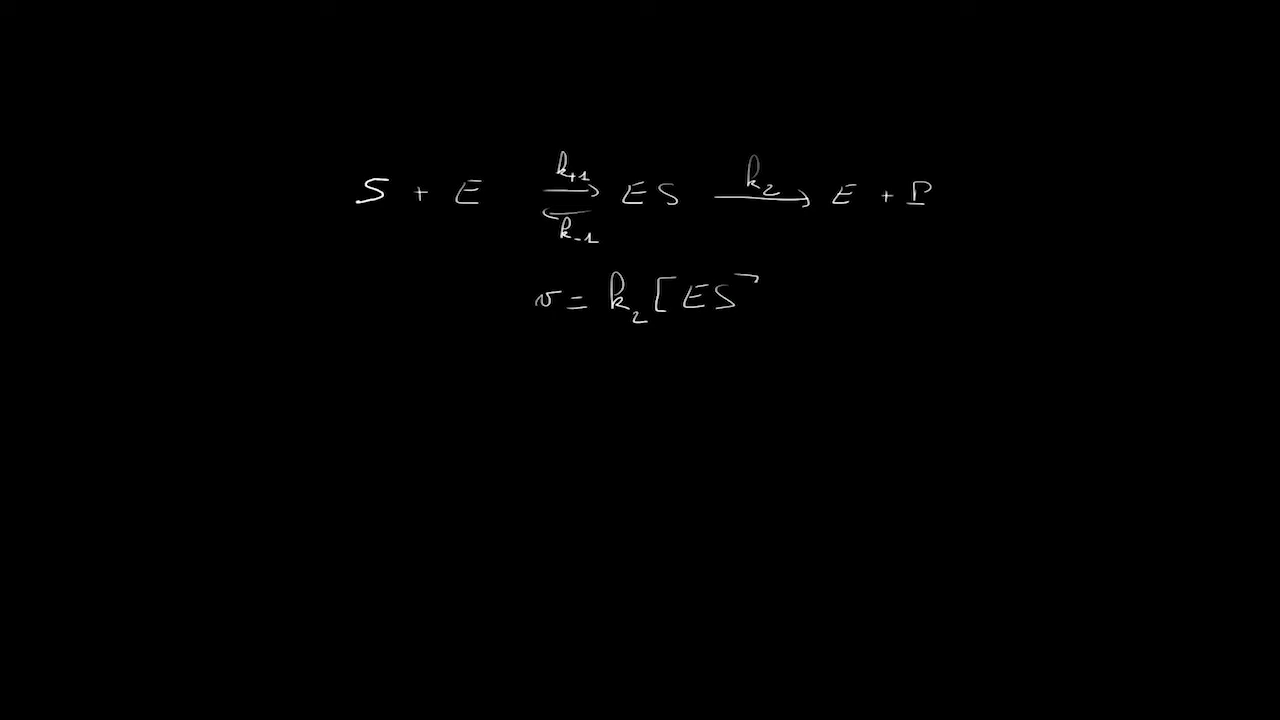 S + E ⇌ ES → E + P k+1 k-1 k2
v = k2 [ES]